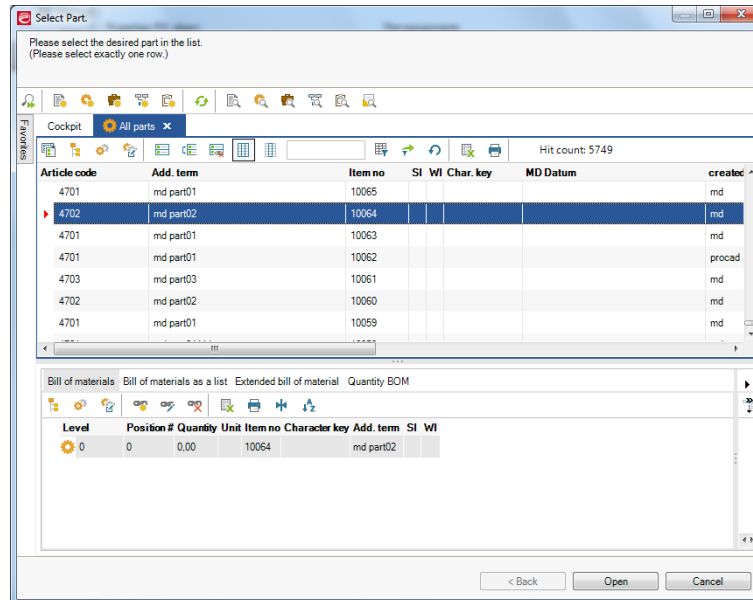 Select Part.
Please select the desired part in the list.
(Please select exactly one row.)
Favorites
Cockpit All parts
Hit count: 5749
Article code Add. term Item no SI WI Char. key MD Datum created
4701 md part01 10065 md
4702 md part02 10064 md
4701 md part01 10063 md
4701 md part01 10062 procad
4703 md part03 10061 md
4702 md part02 10060 md
4701 md part01 10059 md
Bill of materials Bill of materials as a list Extended bill of material Quantity BOM
Level Position # Quantity Unit Item no Character key Add. term SI WI
0 0 0,00 10064 md part02
< Back Open Cancel